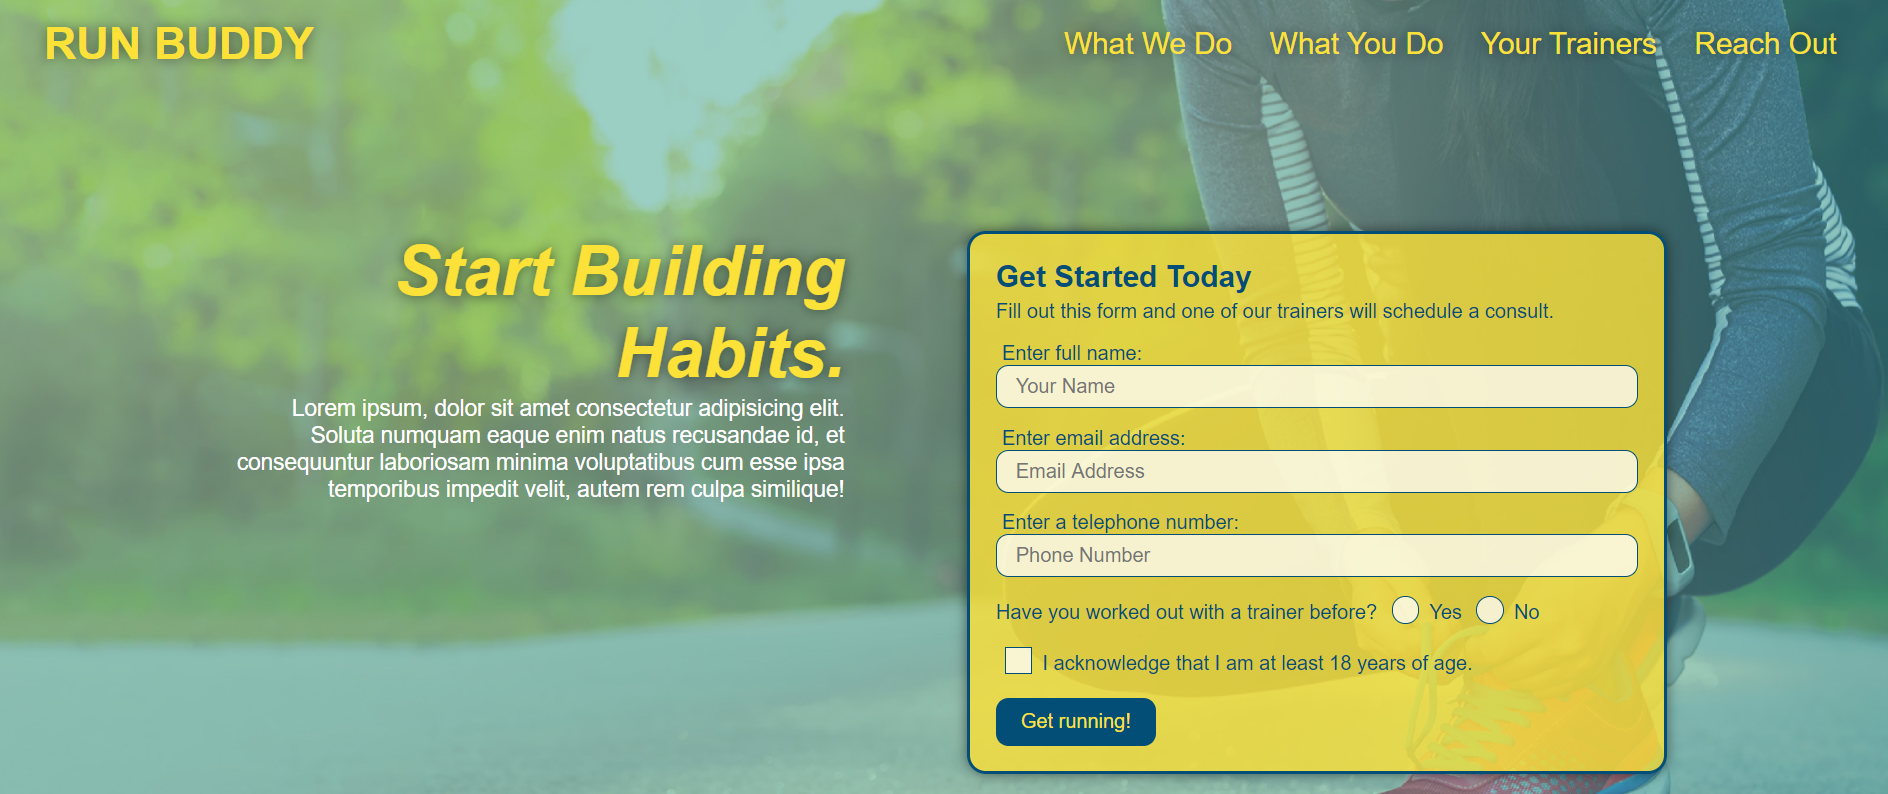 RUN BUDDY
What We Do What You Do Your Trainers Reach Out
Start Building
Habits.
Lorem ipsum, dolor sit amet consectetur adipisicing elit.
Soluta numquam eaque enim natus recusandae id, et
consequuntur laboriosam minima voluptatibus cum esse ipsa
temporibus impedit velit, autem rem culpa similique!
Get Started Today
Fill out this form and one of our trainers will schedule a consult.
Enter full name:
Your Name
Enter email address:
Email Address
Enter a telephone number:
Phone Number
Have you worked out with a trainer before? Yes No
I acknowledge that I am at least 18 years of age.
Get running!